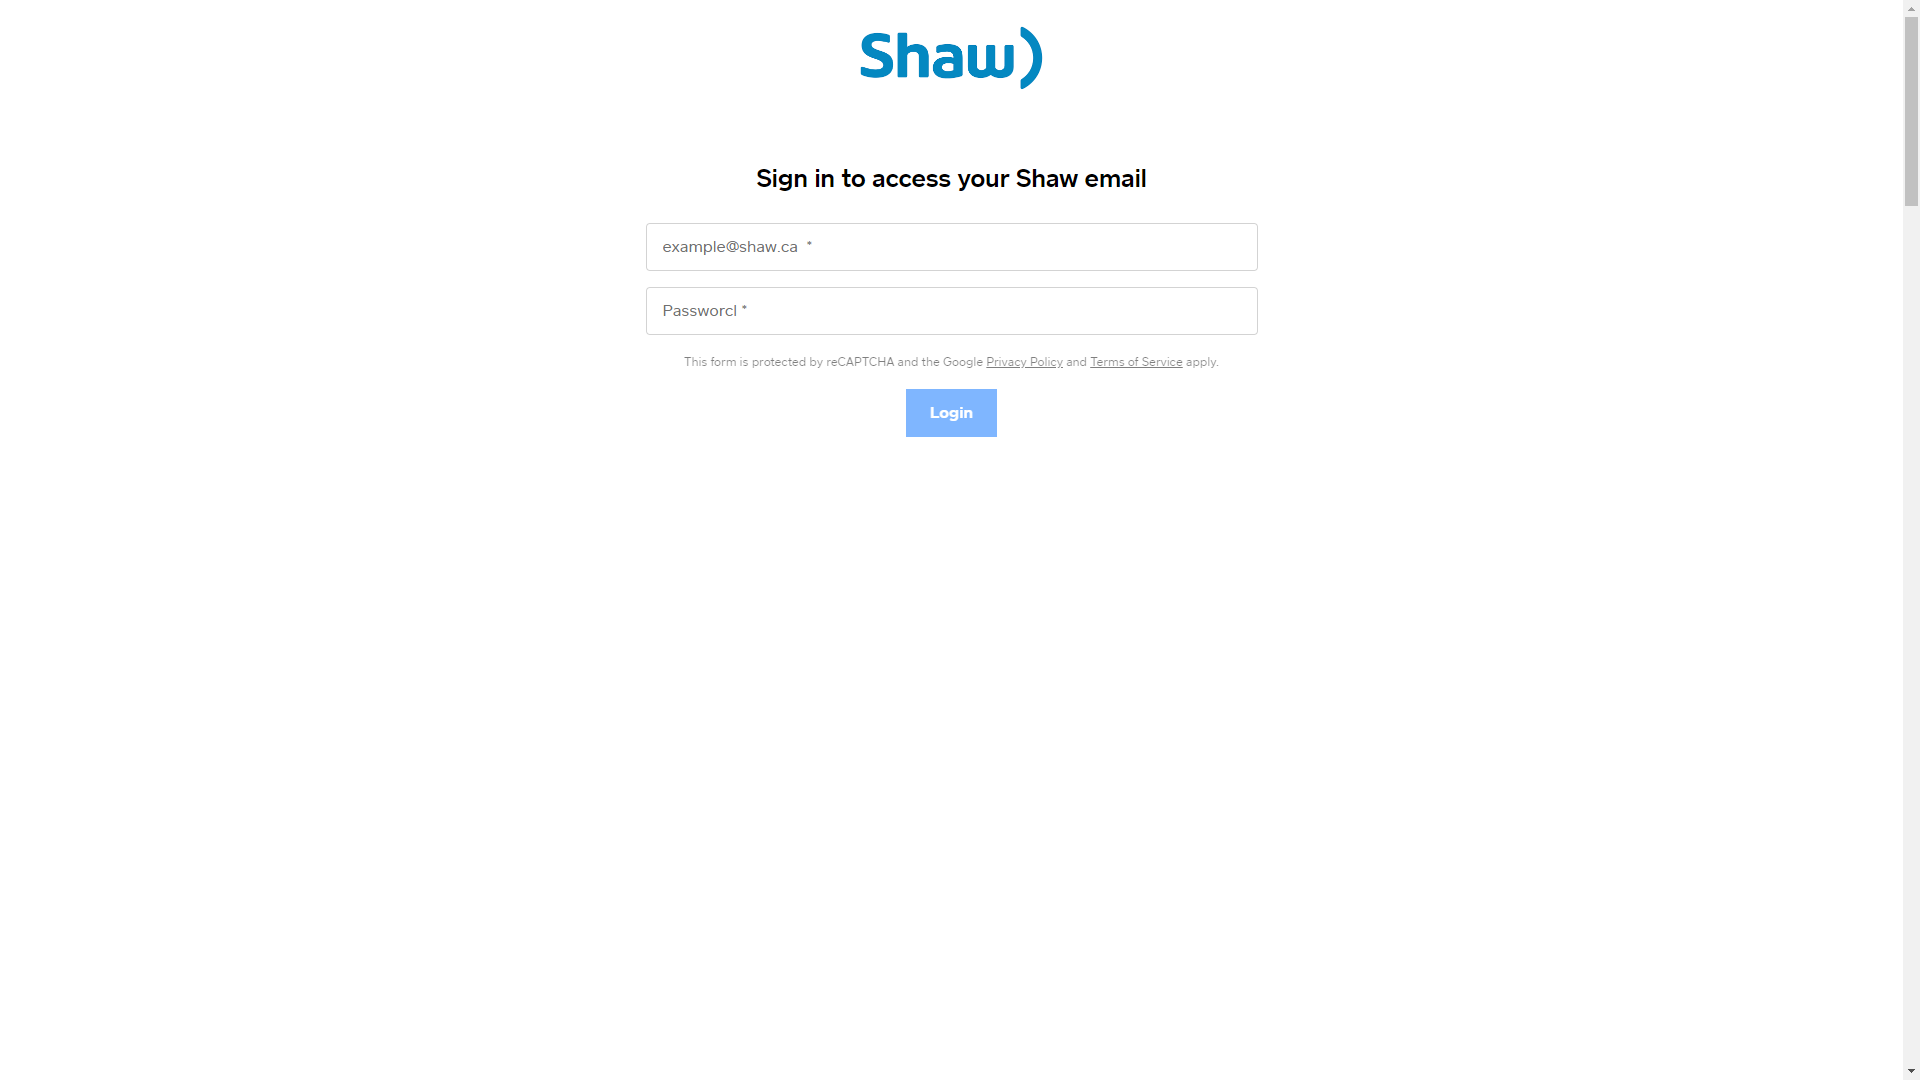 Shaw)
Sign in to access your Shaw email
example@shaw.ca *
Passworcl *
This form is protected by reCAPTCHA and the Google Privacy Policy and Terms of Service apply.
Login